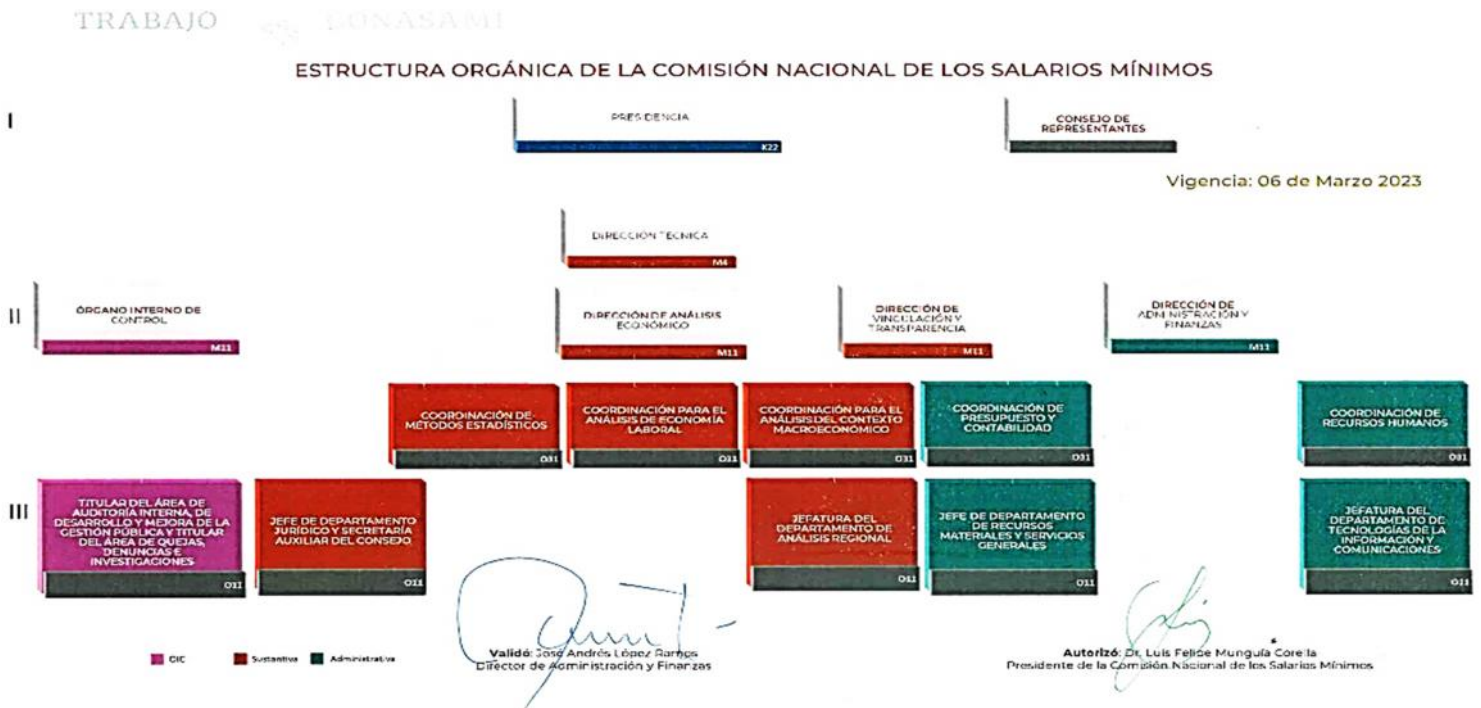 TRABAJO
CONASAMI
ESTRUCTURA ORGÁNICA DE LA COMISIÓN NACIONAL DE LOS SALARIOS MÍNIMOS
I
PRESIDENCIA
K22
CONSEJO DE
REPRESENTANTES
Vigencia: 06 de Marzo 2023
DIRECCIÓN TÉCNICA
M4
II
ÓRGANO INTERNO DE
CONTROL
M11
DIRECCIÓN DE ANÁLISIS
ECONÓMICO
M11
DIRECCIÓN DE
VINCULACIÓN Y
TRANSPARENCIA
M11
DIRECCIÓN DE
ADMINISTRACIÓN Y
FINANZAS
M11
COORDINACIÓN DE
MÉTODOS ESTADÍSTICOS
O31
COORDINACIÓN PARA EL
ANÁLISIS DE ECONOMÍA
LABORAL
O31
COORDINACIÓN PARA EL
ANÁLISIS DEL CONTEXTO
MACROECONÓMICO
O31
COORDINACIÓN DE
PRESUPUESTO Y
CONTABILIDAD
O31
COORDINACIÓN DE
RECURSOS HUMANOS
O31
III
TITULAR DEL ÁREA DE
AUDITORÍA INTERNA, DE
DESARROLLO Y MEJORA DE LA
GESTIÓN PÚBLICA Y TITULAR
DEL ÁREA DE QUEJAS,
DENUNCIAS E
INVESTIGACIONES
O11
JEFE DE DEPARTAMENTO
JURÍDICO Y SECRETARÍA
AUXILIAR DEL CONSEJO
O11
JEFATURA DEL
DEPARTAMENTO DE
ANÁLISIS REGIONAL
O11
JEFE DE DEPARTAMENTO
DE RECURSOS
MATERIALES Y SERVICIOS
GENERALES
O11
JEFATURA DEL
DEPARTAMENTO DE
TECNOLOGÍAS DE LA
INFORMACIÓN Y
COMUNICACIONES
O11
OIC
Sustantiva
Administrativa
Validó: José Andrés López Ramos
Director de Administración y Finanzas
Autorizó: Dr. Luis Felipe Munguía Corella
Presidente de la Comisión Nacional de los Salarios Mínimos